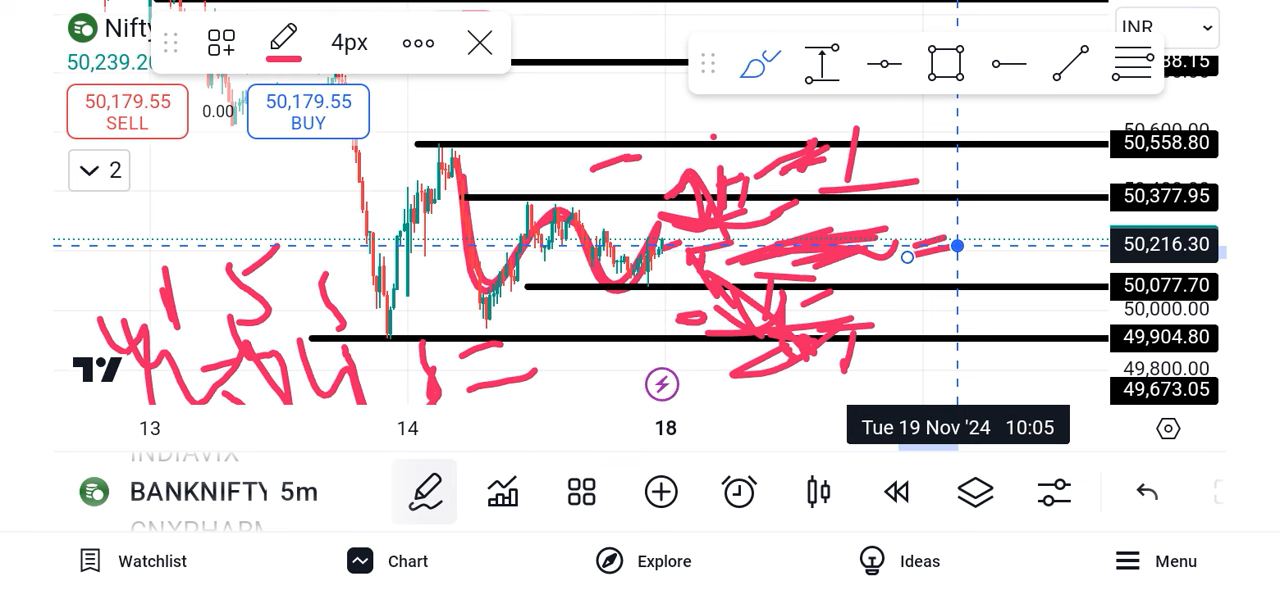 Nifty
4px
INR
50,239.20
88.15
50,179.55
SELL
0.00
50,179.55
BUY
50,600.00
50,558.80
2
50,377.95
50,216.30
50,077.70
50,000.00
49,904.80
49,800.00
49,673.05
13
14
18
Tue 19 Nov '24 10:05
INDIAVIX
BANKNIFTY 5m
CNXPHARM
Watchlist
Chart
Explore
Ideas
Menu